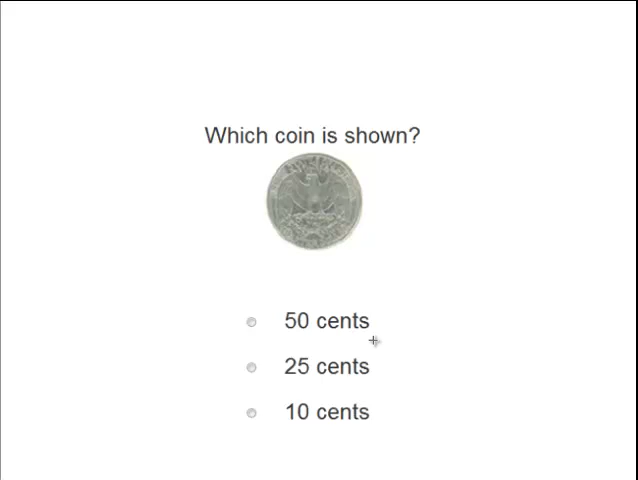 Which coin is shown?
50 cents
25 cents
10 cents